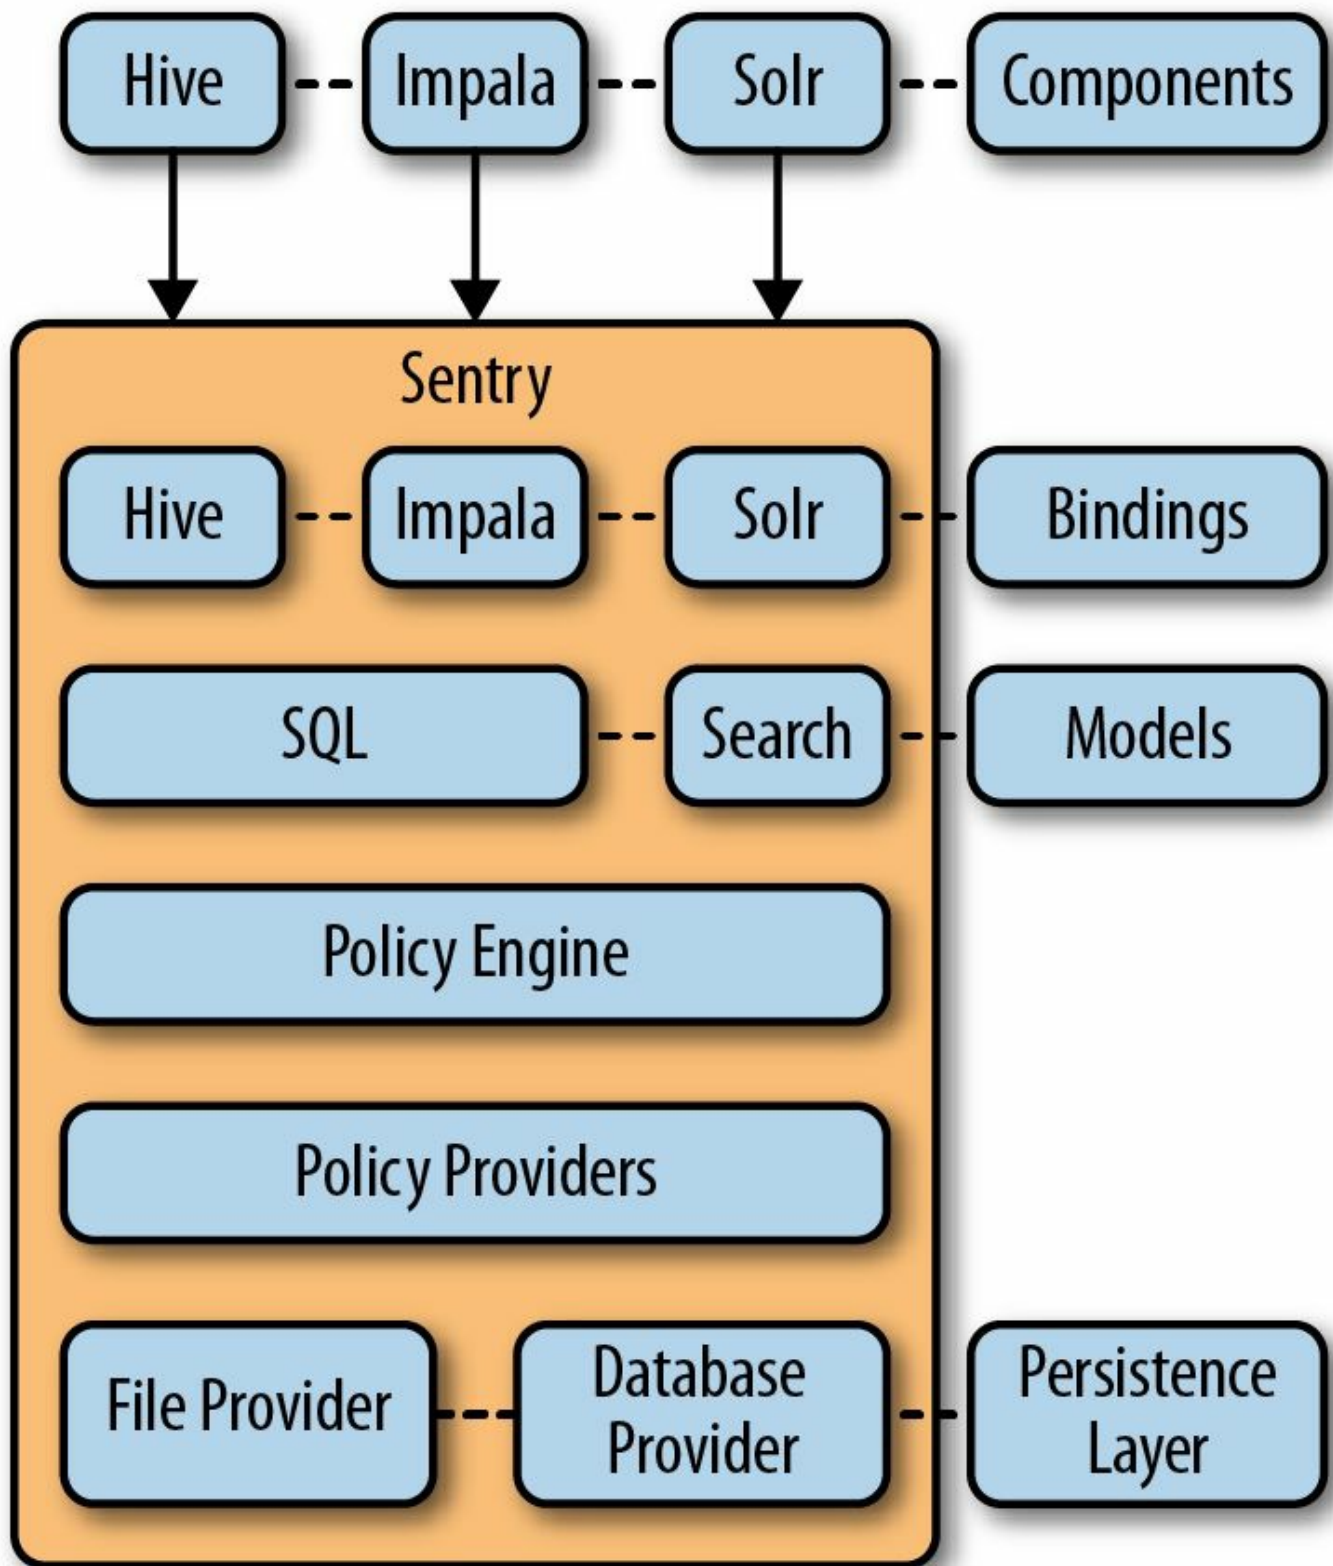 Hive
Impala
Solr
Components
Sentry
Hive
Impala
Solr
Bindings
SQL
Search
Models
Policy Engine
Policy Providers
File Provider
Database
Provider
Persistence
Layer